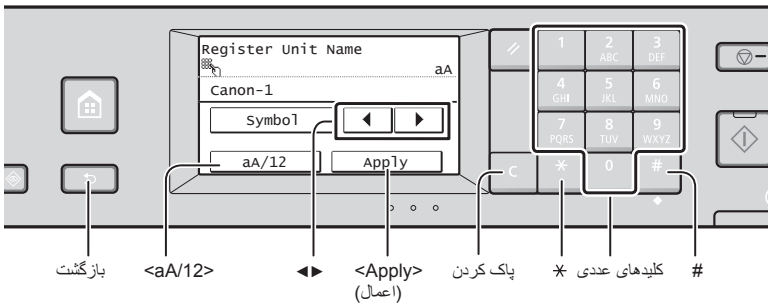 Register Unit Name
aA
Canon-1
Symbol
aA/12
Apply
1
2 ABC
3 DEF
4 GHI
5 JKL
6 MNO
7 PQRS
8 TUV
9 WXYZ
C
0
#
بازگشت
<aA/12>
◀▶
<Apply>
(اعمال)
پاک کردن
کلیدهای عددی
#